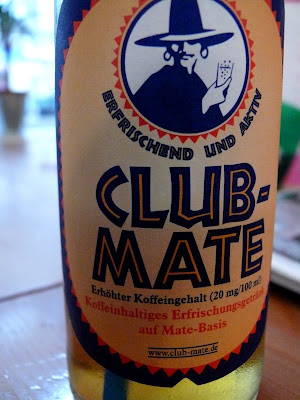 ERFRISCHEND UND AKTIV
CLUB-
MATE
Erhöhter Koffeingehalt (20 mg/100 ml)
Koffeinhaltiges Erfrischungsgetränk
auf Mate-Basis
www.club-mate.de